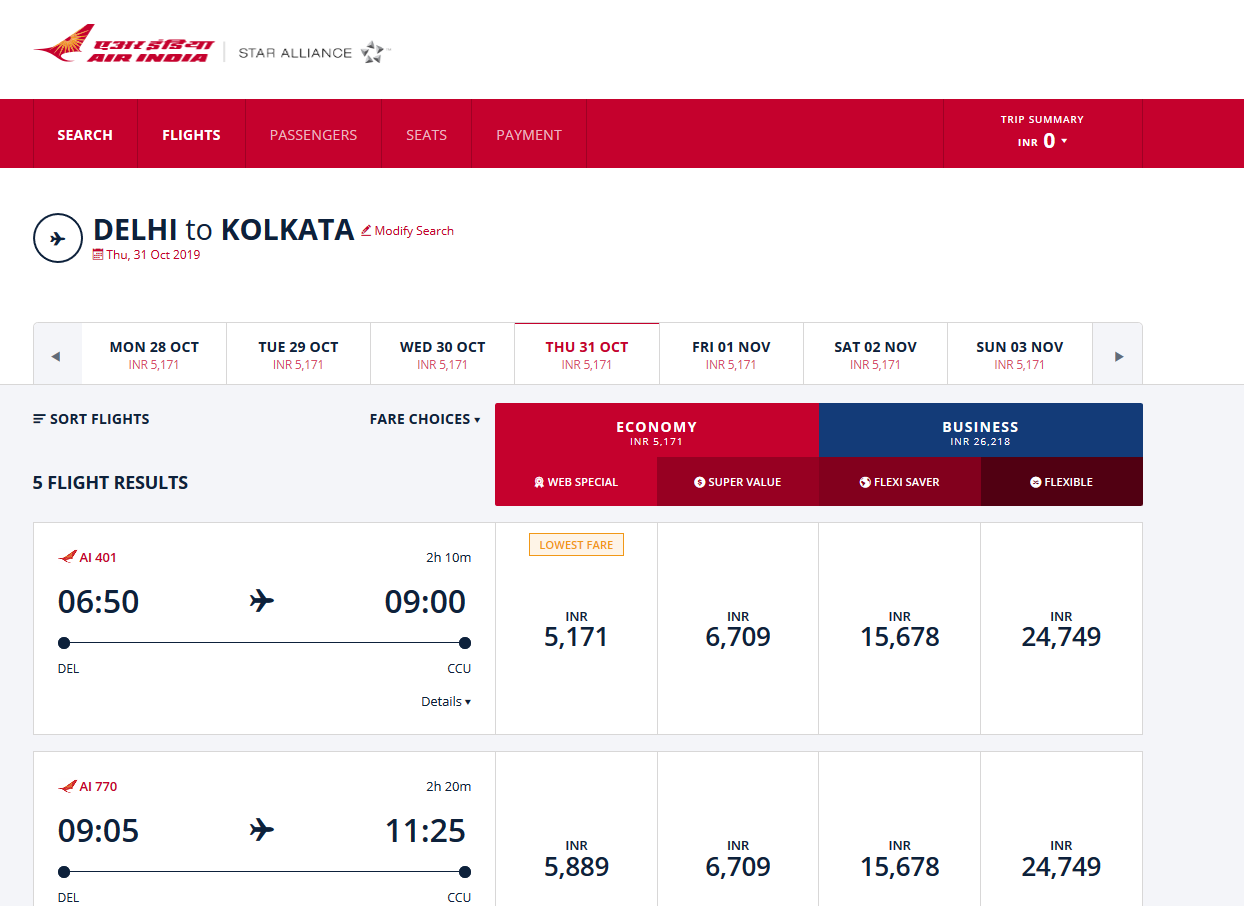 एअर इंडिया
AIR INDIA
STAR ALLIANCE
SEARCH FLIGHTS PASSENGERS SEATS PAYMENT
TRIP SUMMARY
INR 0
DELHI to KOLKATA Modify Search
Thu, 31 Oct 2019
MON 28 OCT TUE 29 OCT WED 30 OCT THU 31 OCT FRI 01 NOV SAT 02 NOV SUN 03 NOV
INR 5,171 INR 5,171 INR 5,171 INR 5,171 INR 5,171 INR 5,171 INR 5,171
SORT FLIGHTS FARE CHOICES
ECONOMY BUSINESS
INR 5,171 INR 26,218
5 FLIGHT RESULTS
WEB SPECIAL SUPER VALUE FLEXI SAVER FLEXIBLE
LOWEST FARE
AI 401 2h 10m
06:50 09:00
INR INR INR INR
5,171 6,709 15,678 24,749
DEL CCU
Details
AI 770 2h 20m
09:05 11:25
INR INR INR INR
5,889 6,709 15,678 24,749
DEL CCU